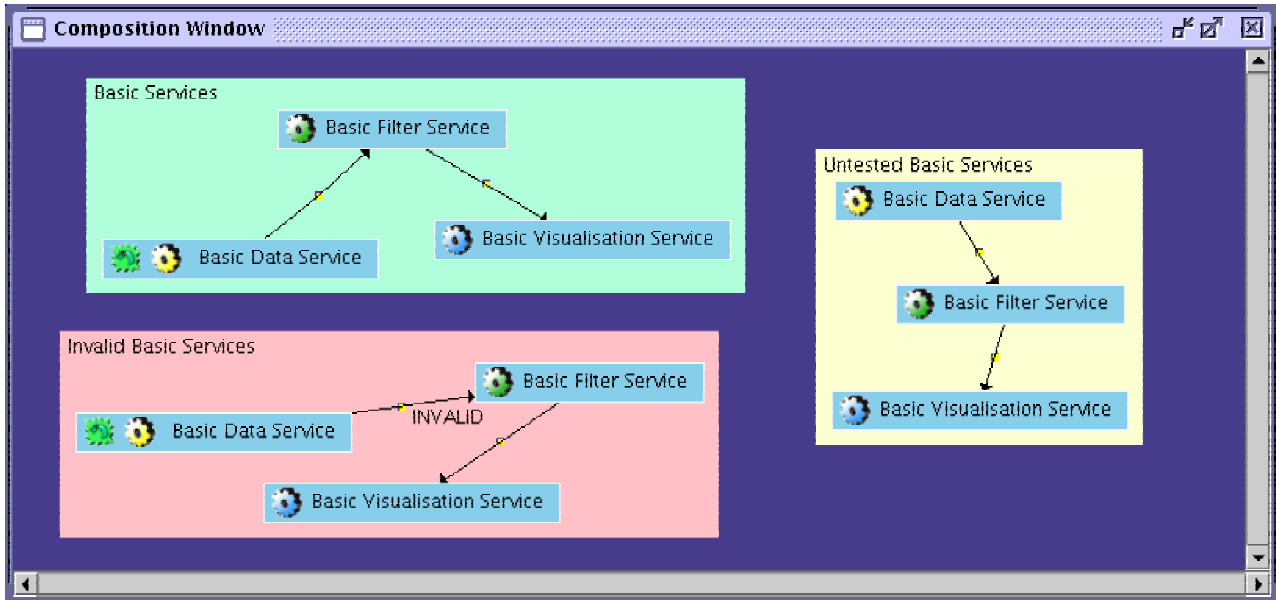 Composition Window
Basic Services
Basic Filter Service
Basic Visualisation Service
Basic Data Service
Untested Basic Services
Basic Data Service
Basic Filter Service
Basic Visualisation Service
Invalid Basic Services
Basic Filter Service
INVALID
Basic Data Service
Basic Visualisation Service